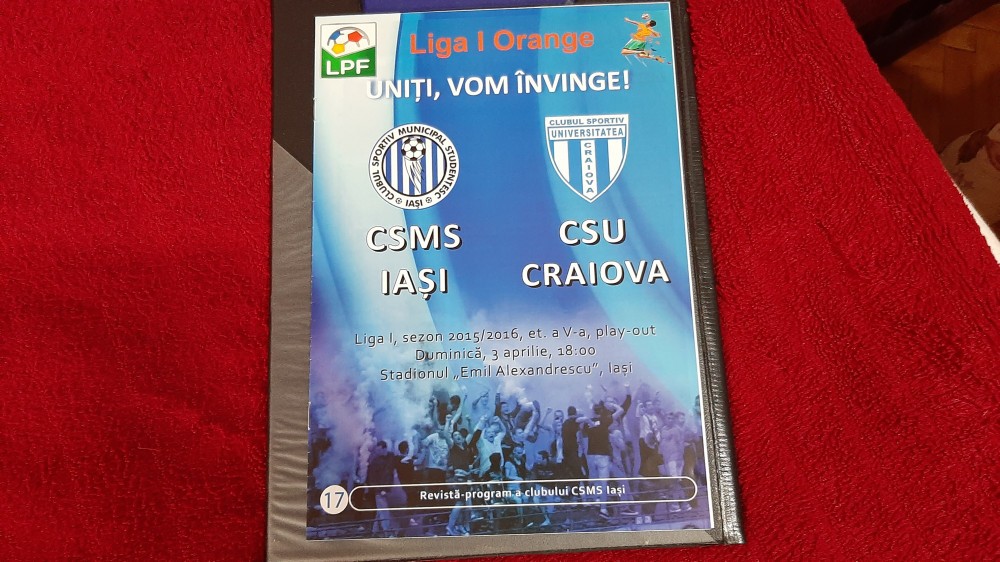 LPF
Liga I Orange
UNIȚI, VOM ÎNVINGE!
CLUBUL SPORTIV MUNICIPAL STUDENȚESC
IAȘI
CLUBUL SPORTIV
UNIVERSITATEA
CRAIOVA
CSMS
IAȘI
CSU
CRAIOVA
Liga I, sezon 2015/2016, et. a V-a, play-out
Duminică, 3 aprilie, 18:00
Stadionul „Emil Alexandrescu”, Iași
17
Revistă-program a clubului CSMS Iași